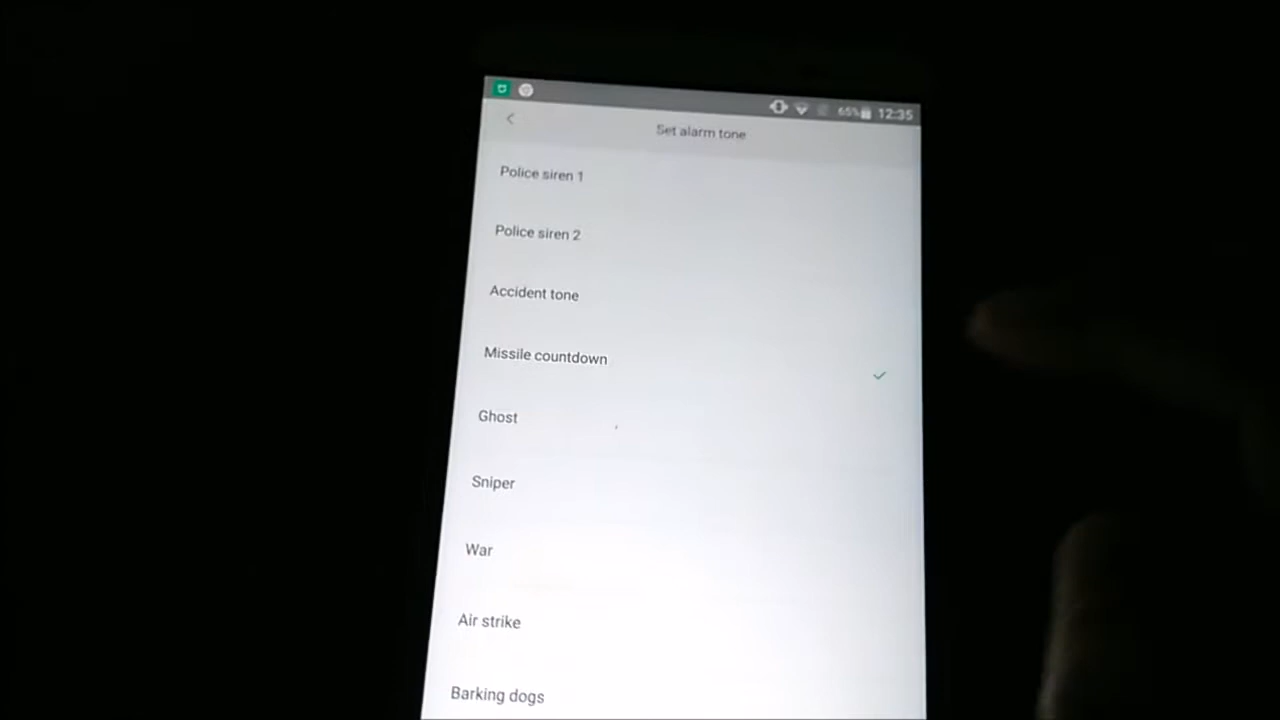 65% 12:35
Set alarm tone
Police siren 1
Police siren 2
Accident tone
Missile countdown
Ghost
Sniper
War
Air strike
Barking dogs